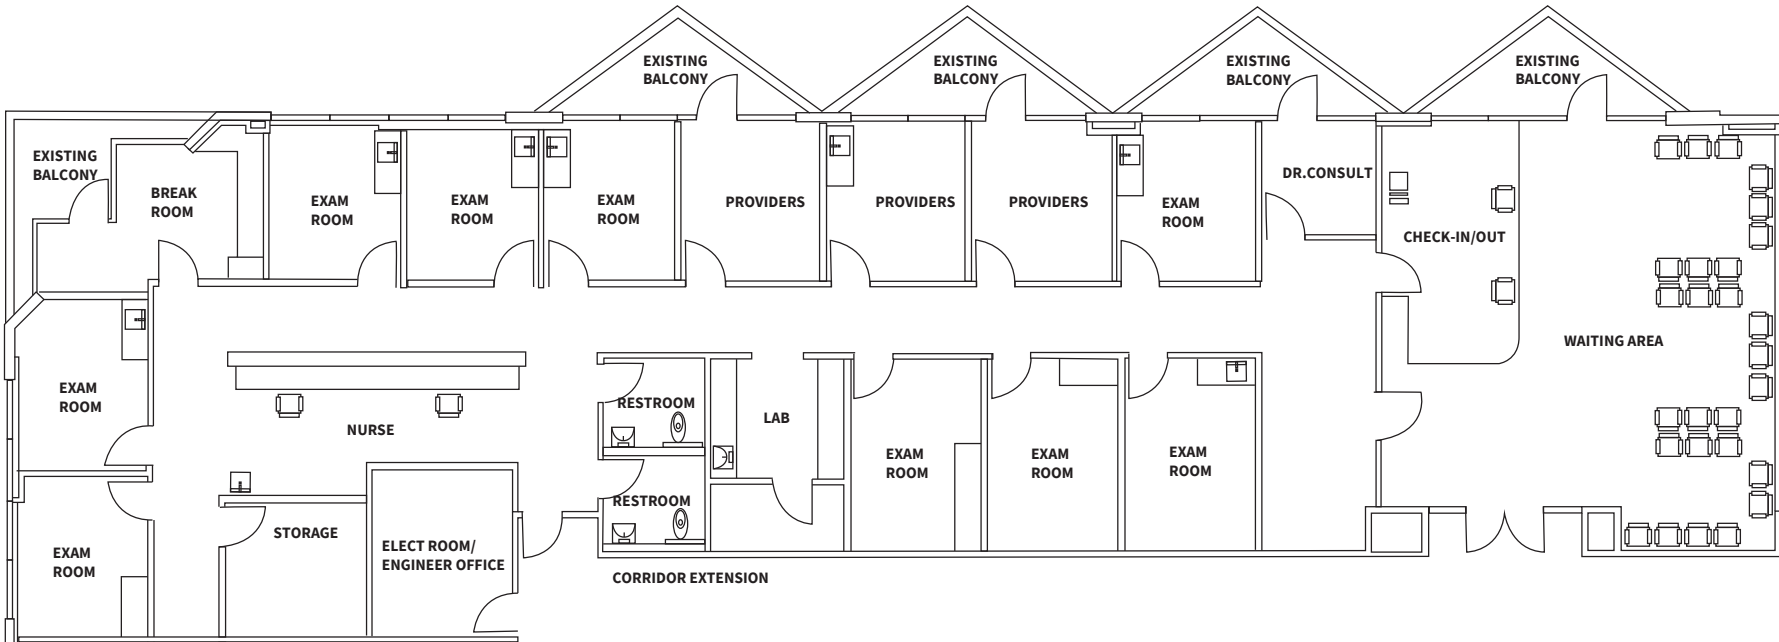 EXISTING
BALCONY
EXISTING
BALCONY
EXISTING
BALCONY
EXISTING
BALCONY
EXISTING
BALCONY
BREAK
ROOM
EXAM
ROOM
EXAM
ROOM
EXAM
ROOM
PROVIDERS
PROVIDERS
PROVIDERS
EXAM
ROOM
DR.CONSULT
CHECK-IN/OUT
WAITING AREA
EXAM
ROOM
NURSE
RESTROOM
LAB
EXAM
ROOM
EXAM
ROOM
EXAM
ROOM
RESTROOM
EXAM
ROOM
STORAGE
ELECT ROOM/
ENGINEER OFFICE
CORRIDOR EXTENSION